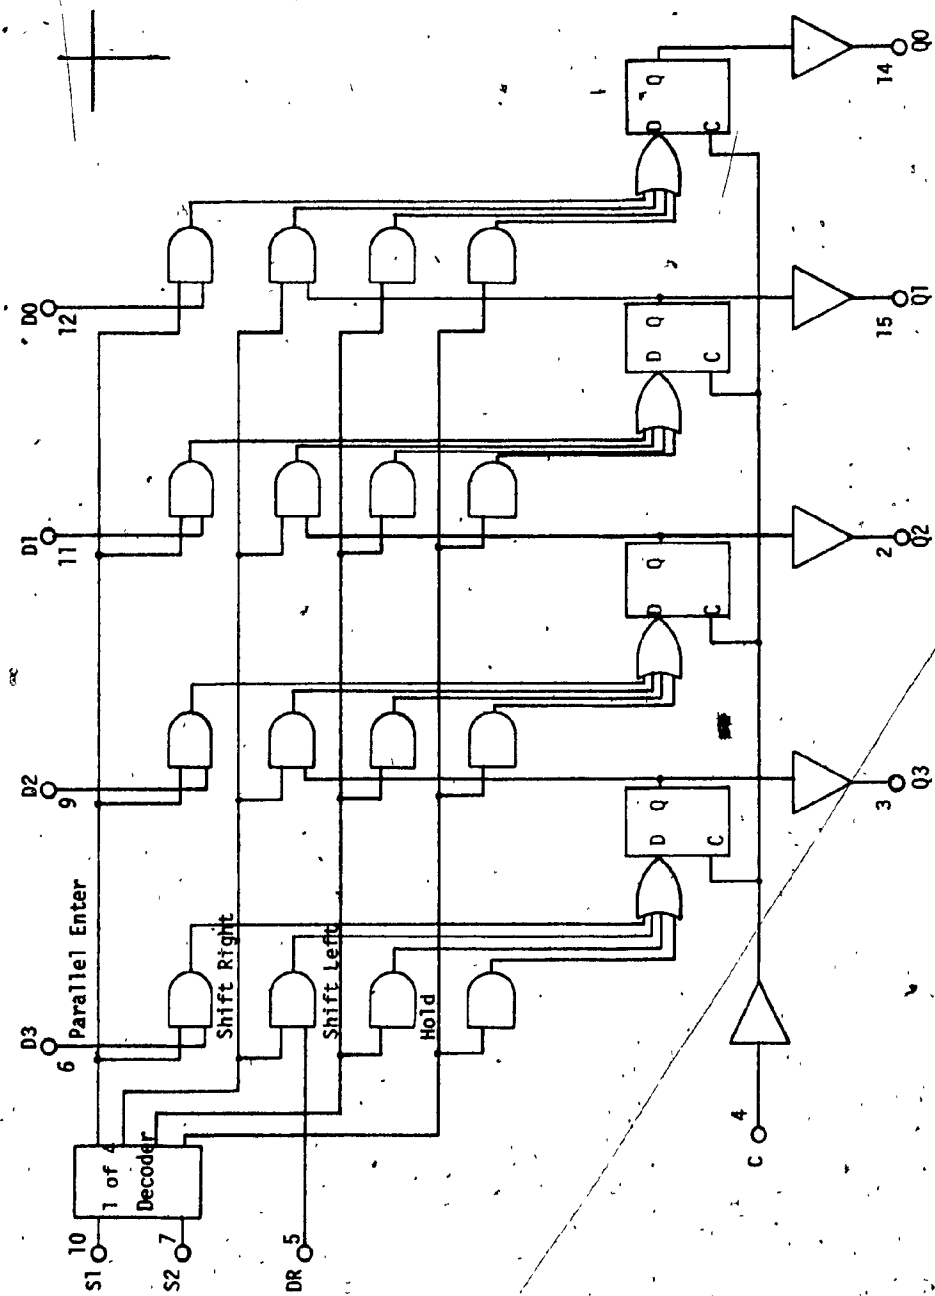 D3
6
D2
9
D1
11
D0
12
S1
10
S2
7
1 of 4
Decoder
Parallel Enter
Shift Right
Shift Left
Hold
DR
5
D Q
C
D Q
C
D Q
C
D Q
C
C
4
3
Q3
2
Q2
15
Q1
14
Q0